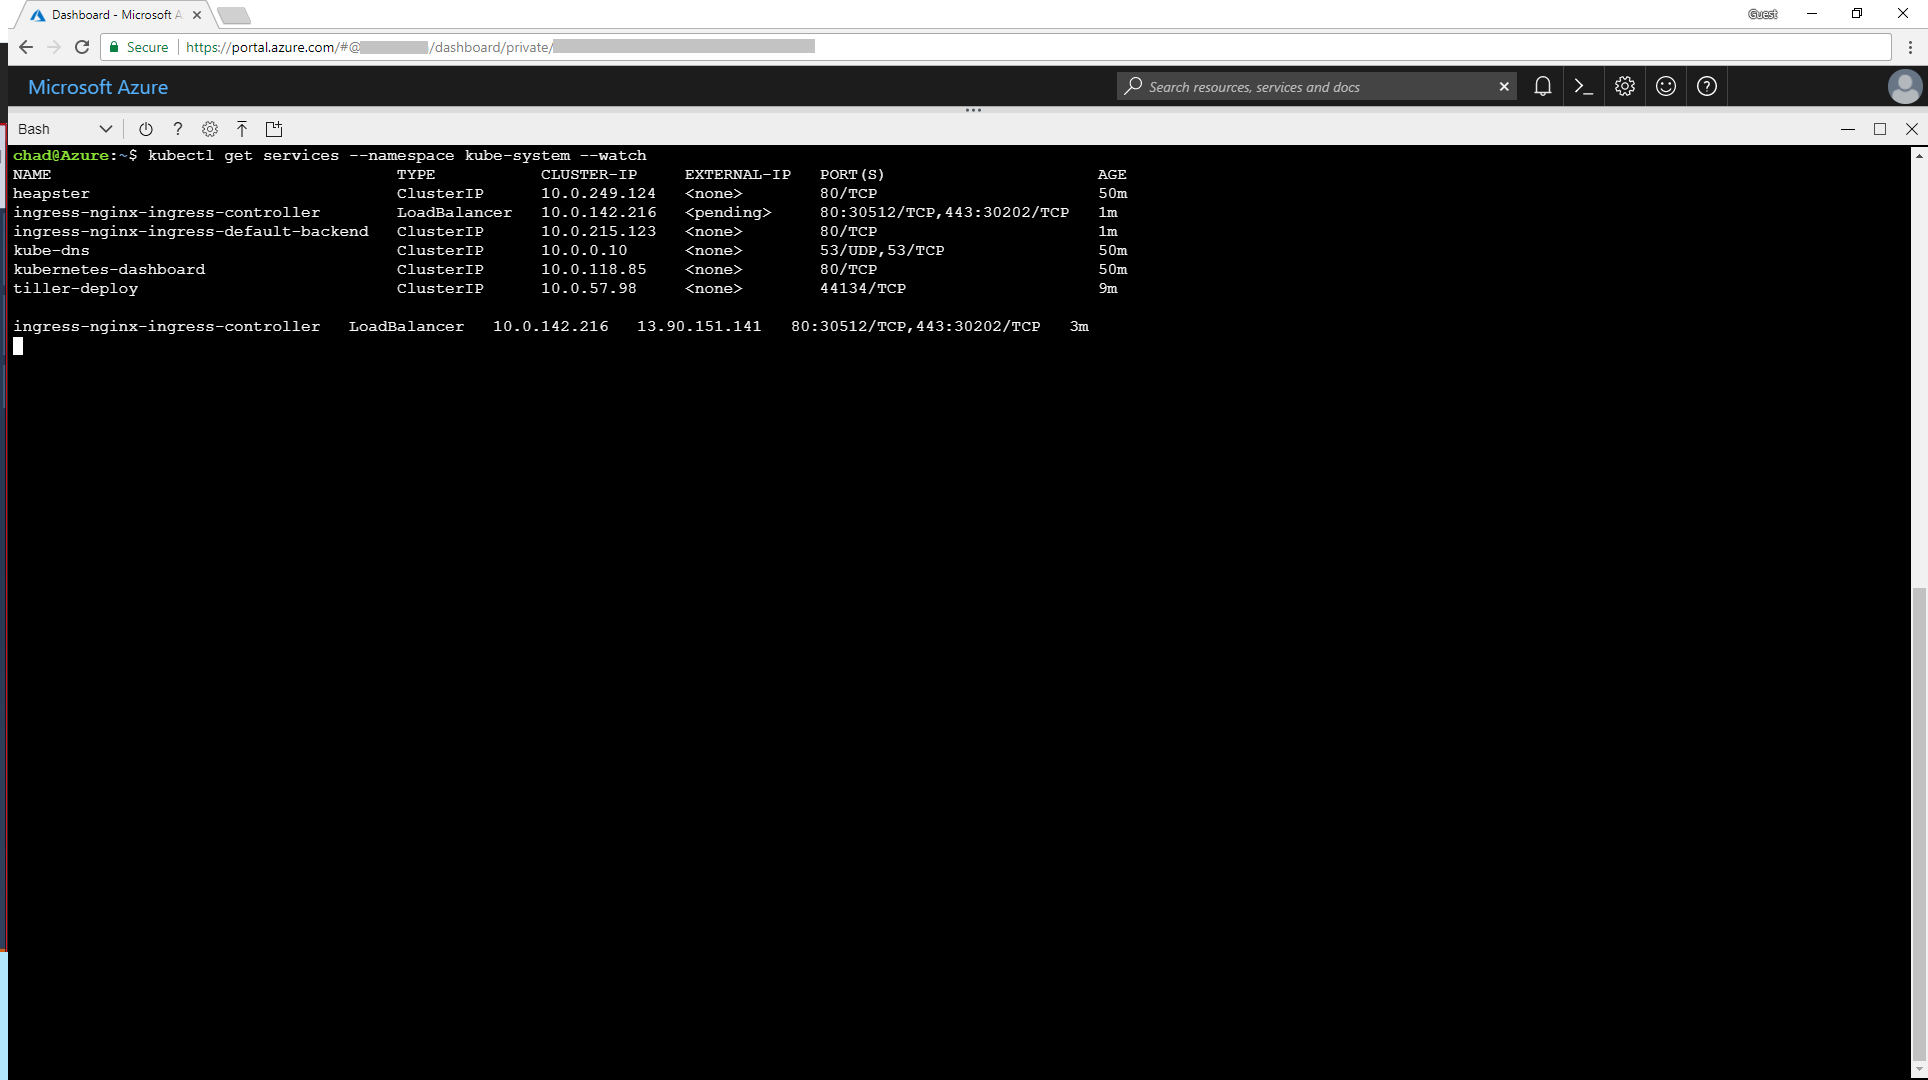 Dashboard - Microsoft A
Guest
Secure https://portal.azure.com/#@ /dashboard/private/
Microsoft Azure
Search resources, services and docs
Bash
chad@Azure:~$ kubectl get services --namespace kube-system --watch
NAME TYPE CLUSTER-IP EXTERNAL-IP PORT(S) AGE
heapster ClusterIP 10.0.249.124 <none> 80/TCP 50m
ingress-nginx-ingress-controller LoadBalancer 10.0.142.216 <pending> 80:30512/TCP,443:30202/TCP 1m
ingress-nginx-ingress-default-backend ClusterIP 10.0.215.123 <none> 80/TCP 1m
kube-dns ClusterIP 10.0.0.10 <none> 53/UDP,53/TCP 50m
kubernetes-dashboard ClusterIP 10.0.118.85 <none> 80/TCP 50m
tiller-deploy ClusterIP 10.0.57.98 <none> 44134/TCP 9m
ingress-nginx-ingress-controller LoadBalancer 10.0.142.216 13.90.151.141 80:30512/TCP,443:30202/TCP 3m